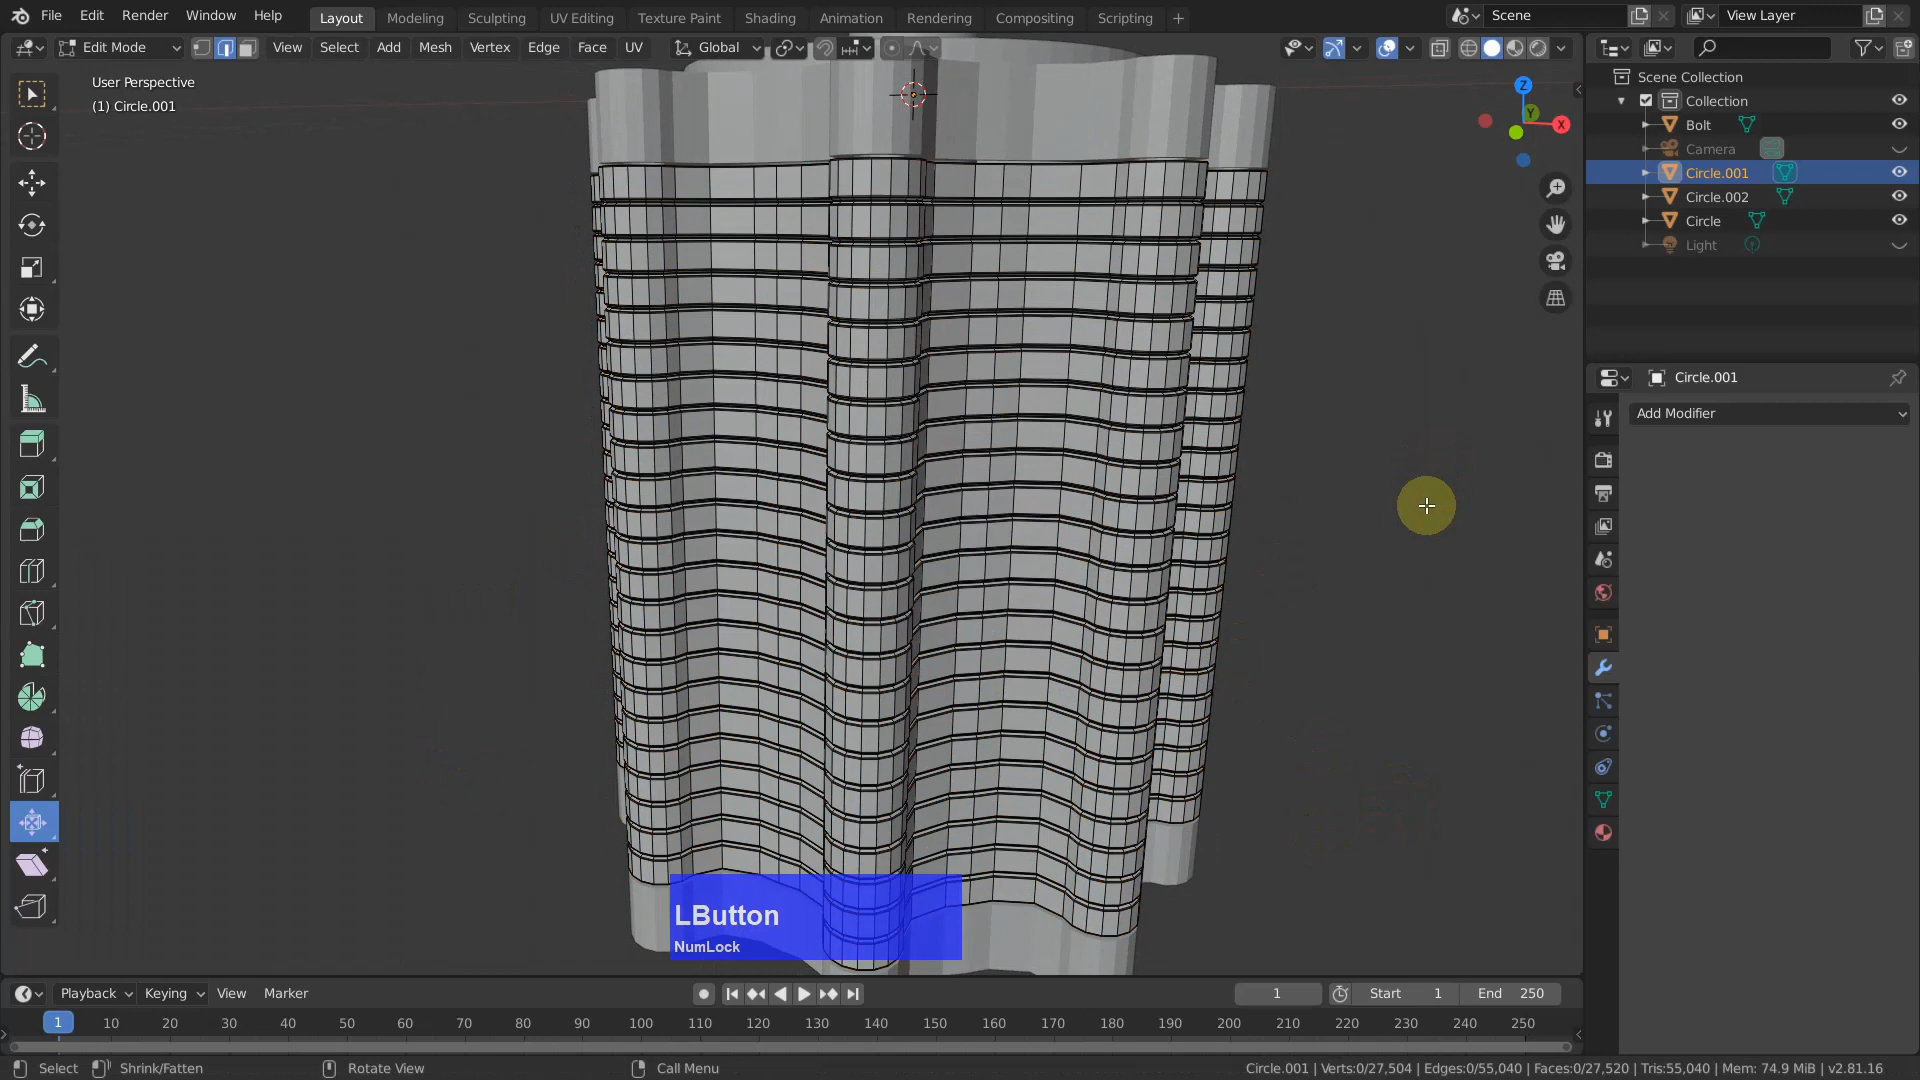 File Edit Render Window Help Layout Modeling Sculpting UV Editing Texture Paint Shading Animation Rendering Compositing Scripting + Scene View Layer
Edit Mode View Select Add Mesh Vertex Edge Face UV Global
User Perspective
(1) Circle.001
Z
Y
X
Scene Collection
Collection
Bolt
Camera
Circle.001
Circle.002
Circle
Light
Circle.001
Add Modifier
LButton
NumLock
Playback Keying View Marker 1 Start 1 End 250
1 10 20 30 40 50 60 70 80 90 100 110 120 130 140 150 160 170 180 190 200 210 220 230 240 250
Select Shrink/Fatten Rotate View Call Menu Circle.001 | Verts:0/27,504 | Edges:0/55,040 | Faces:0/27,520 | Tris:55,040 | Mem: 74.9 MiB | v2.81.16